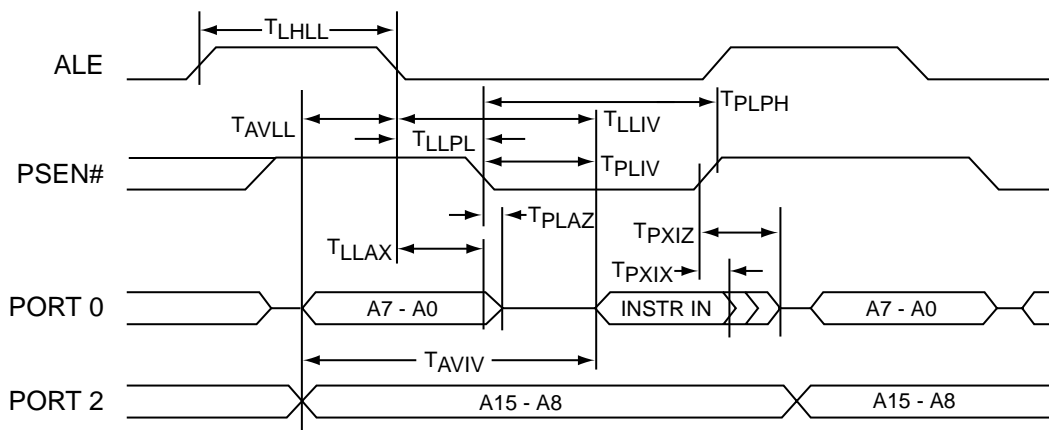 TLHLL
ALE
TPLPH
TAVLL
TLLIV
TLLPL
PSEN#
TPLIV
TPLAZ
TLLAX
TPXIZ
TPXIX
PORT 0
A7 - A0
INSTR IN
A7 - A0
TAVIV
PORT 2
A15 - A8
A15 - A8